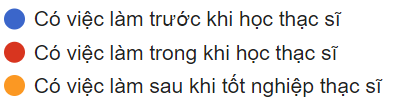 Có việc làm trước khi học thạc sĩ
Có việc làm trong khi học thạc sĩ
Có việc làm sau khi tốt nghiệp thạc sĩ